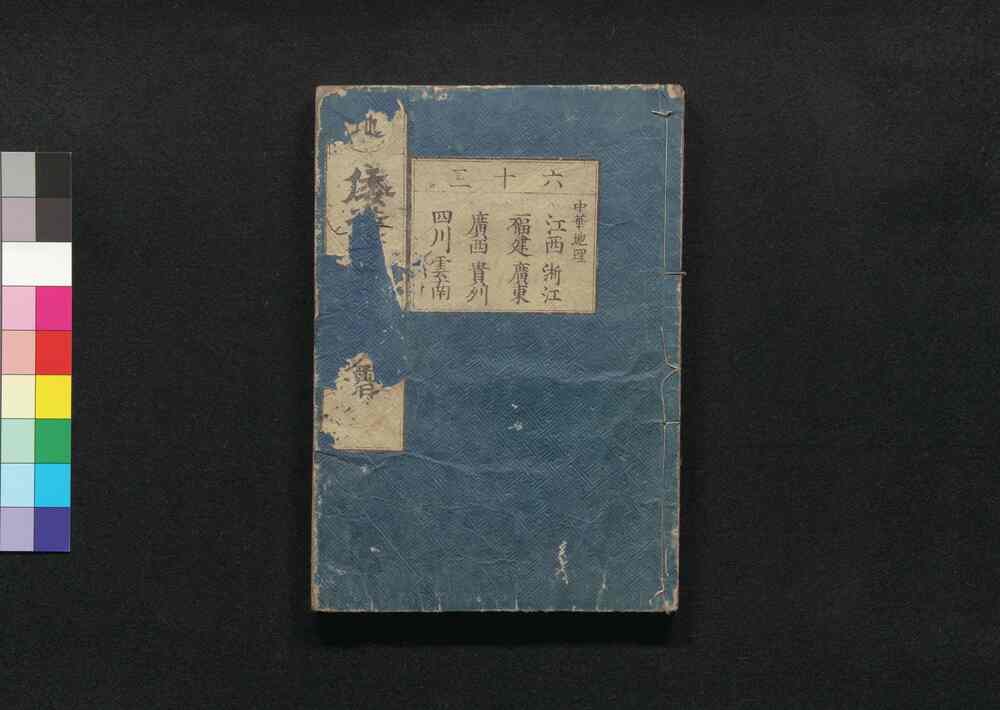 六十三
中華地理
江西 浙江
福建 廣東
廣西 貴州
四川 雲南
地
倭